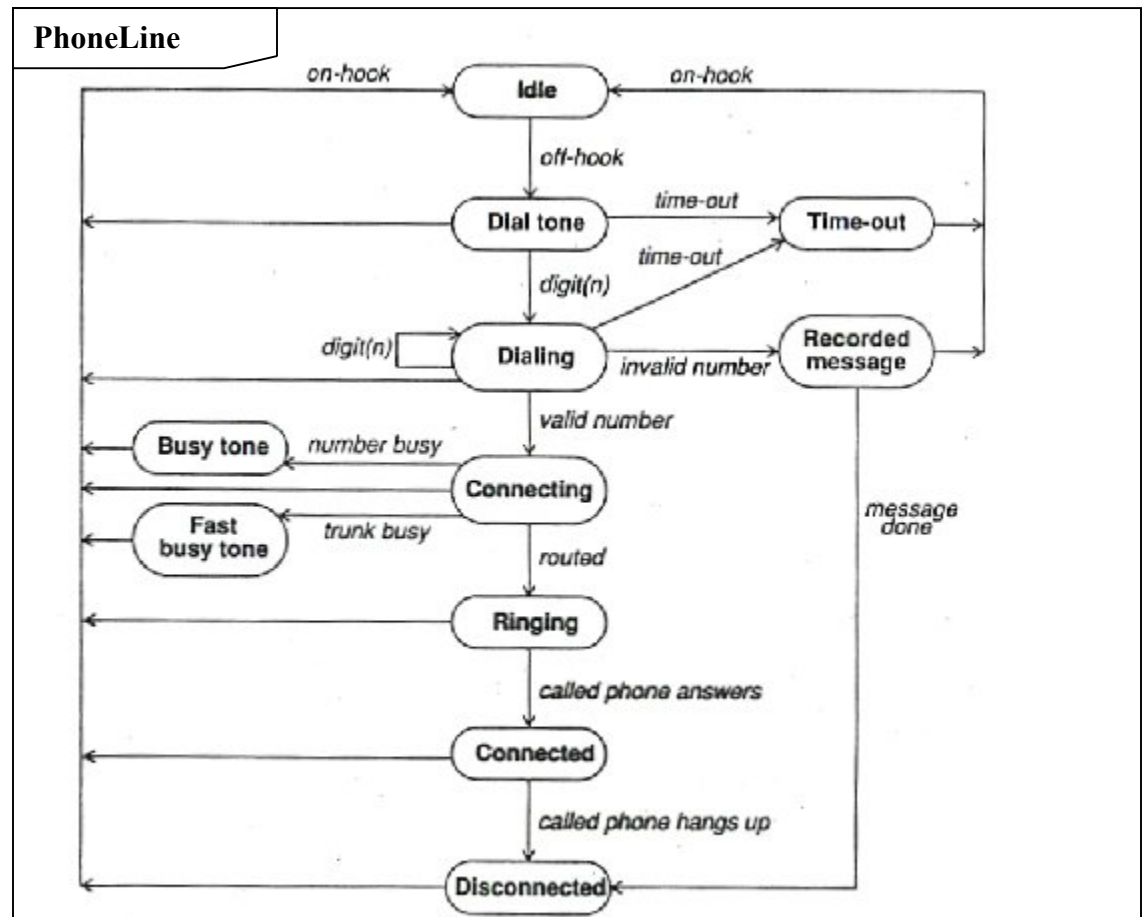 PhoneLine
on-hook
Idle
on-hook
off-hook
Dial tone
time-out
Time-out
time-out
digit(n)
digit(n)
Dialing
invalid number
Recorded
message
valid number
Busy tone
number busy
Connecting
Fast
busy tone
trunk busy
message
done
routed
Ringing
called phone answers
Connected
called phone hangs up
Disconnected